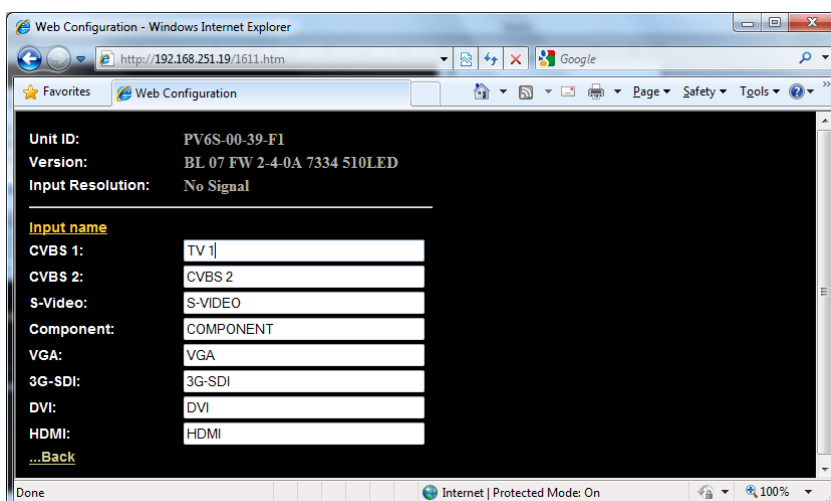 Web Configuration - Windows Internet Explorer
http://192.168.251.19/1611.htm
Google
Favorites
Web Configuration
Page
Safety
Tools
Unit ID: PV6S-00-39-F1
Version: BL 07 FW 2-4-0A 7334 510LED
Input Resolution: No Signal
Input name
CVBS 1: TV 1
CVBS 2: CVBS 2
S-Video: S-VIDEO
Component: COMPONENT
VGA: VGA
3G-SDI: 3G-SDI
DVI: DVI
HDMI: HDMI
...Back
Done
Internet | Protected Mode: On
100%